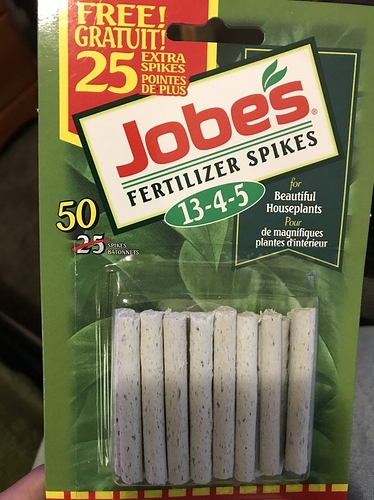 FREE!
GRATUIT!
25 EXTRA
SPIKES
POINTES
DE PLUS
Jobe's®
FERTILIZER SPIKES
13-4-5
for
Beautiful
Houseplants
Pour
de magnifiques
plantes d'intérieur
50
25 SPIKES
BÂTONNETS